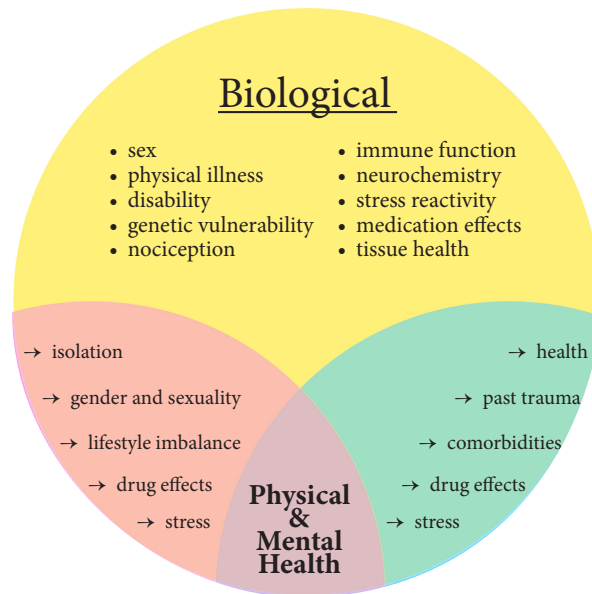 Biological
• sex
• physical illness
• disability
• genetic vulnerability
• nociception
• immune function
• neurochemistry
• stress reactivity
• medication effects
• tissue health
→ isolation
→ gender and sexuality
→ lifestyle imbalance
→ drug effects
→ stress
→ health
→ past trauma
→ comorbidities
→ drug effects
→ stress
Physical
&
Mental
Health